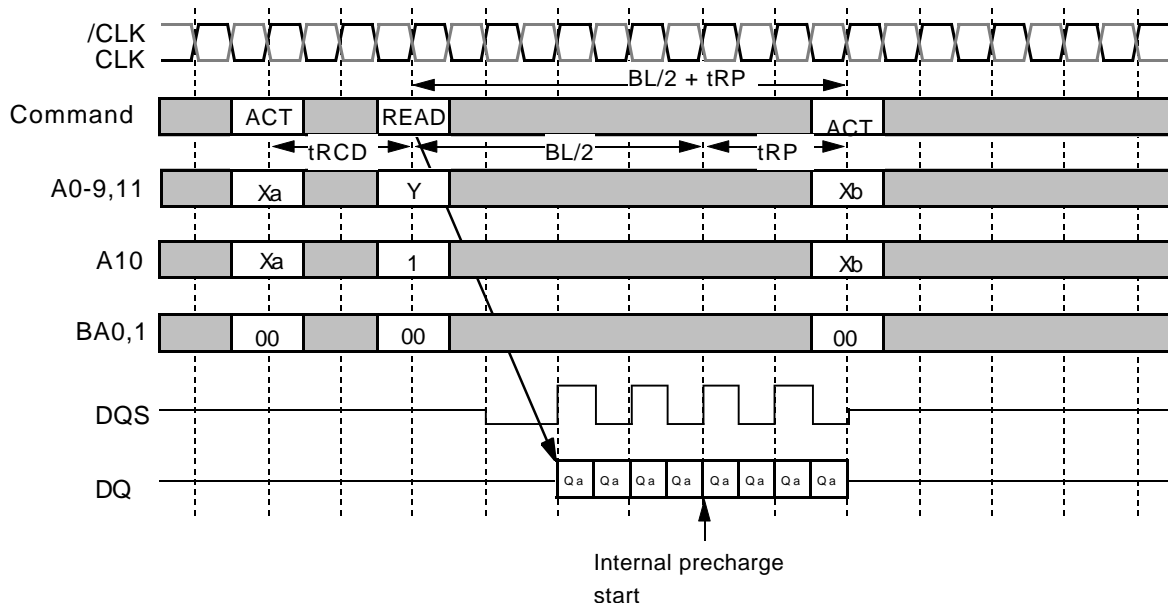 /CLK
CLK
BL/2 + tRP
Command ACT READ ACT
tRCD BL/2 tRP
A0-9,11 Xa Y Xb
A10 Xa 1 Xb
BA0,1 00 00 00
DQS
DQ Qa Qa Qa Qa Qa Qa Qa Qa
Internal precharge
start